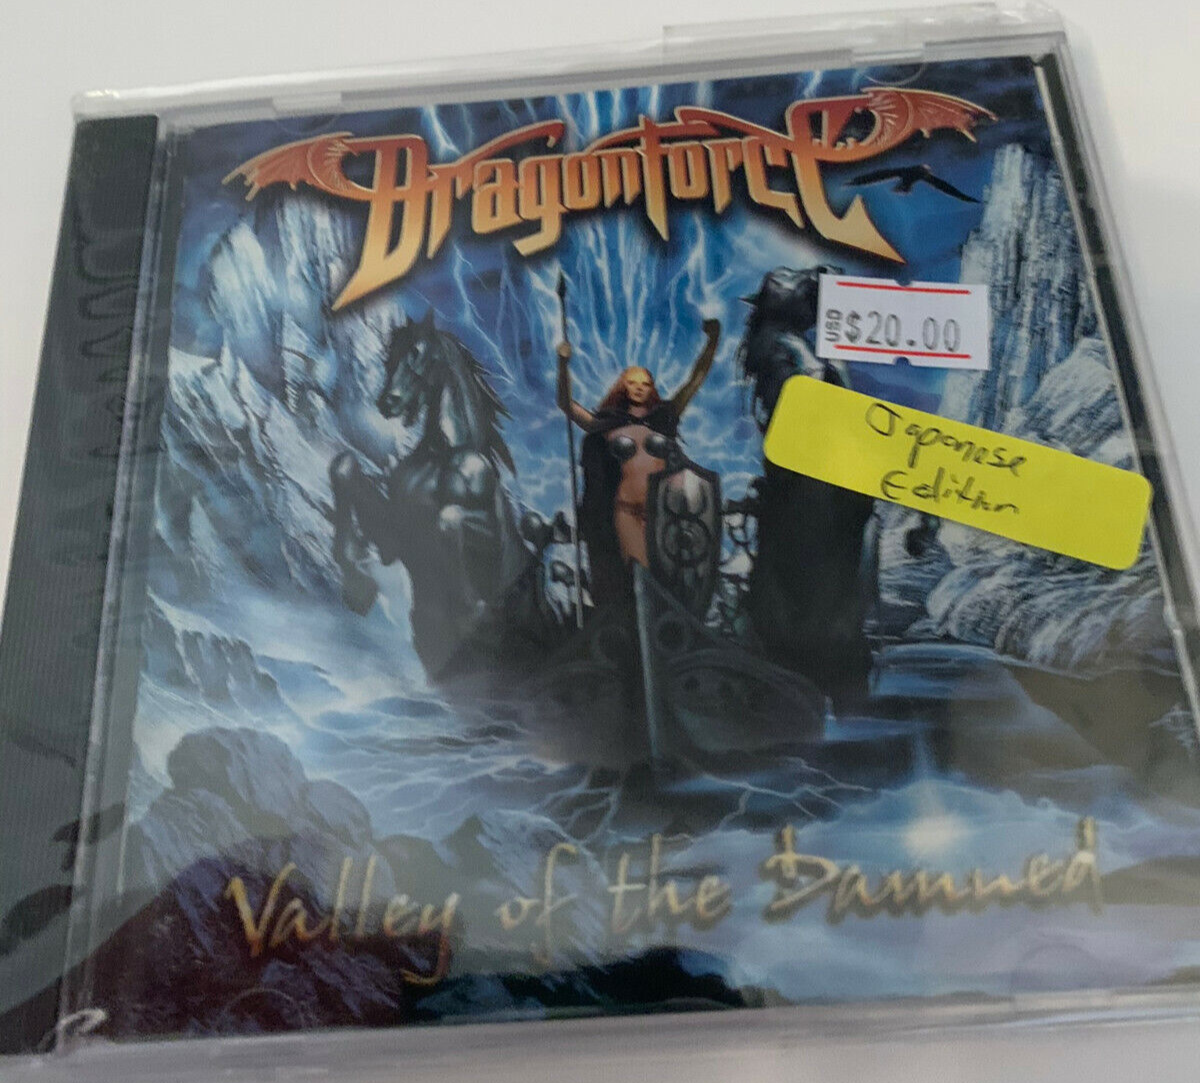 Dragonforce
USD $20.00
Japanese
Edition
Valley of the Damned